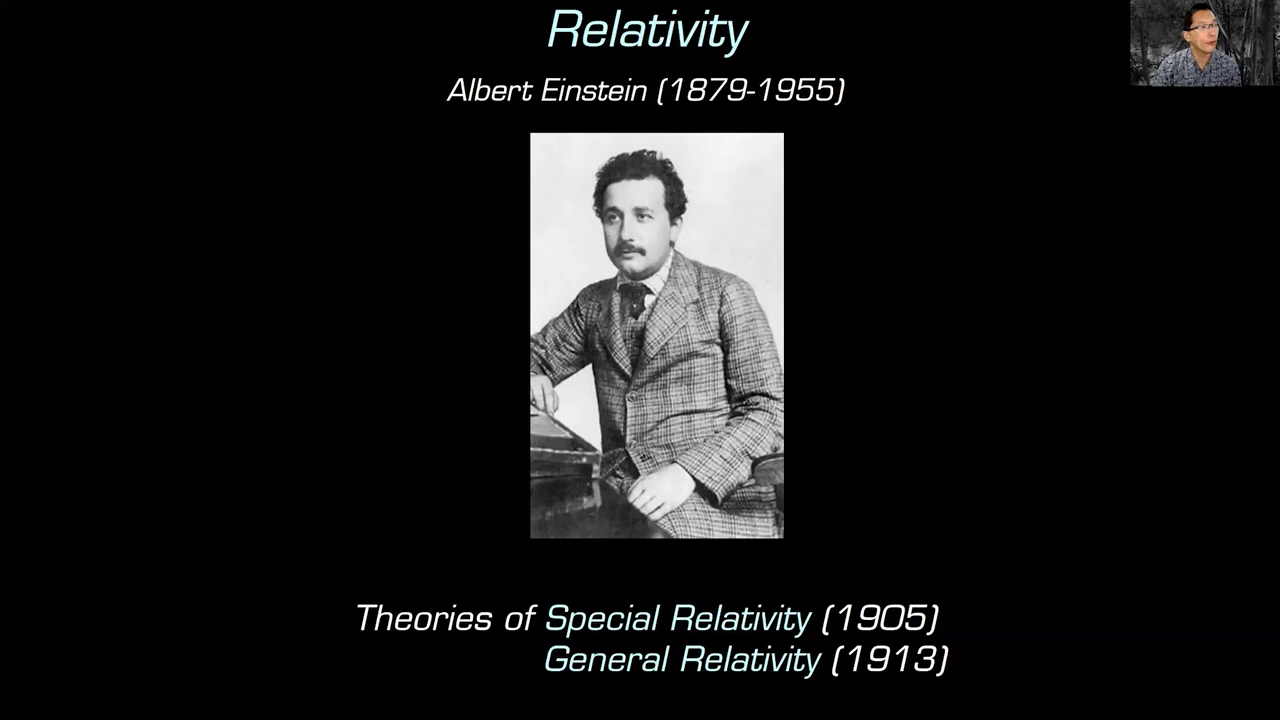 Relativity
Albert Einstein (1879-1955)
Theories of Special Relativity (1905)
General Relativity (1913)